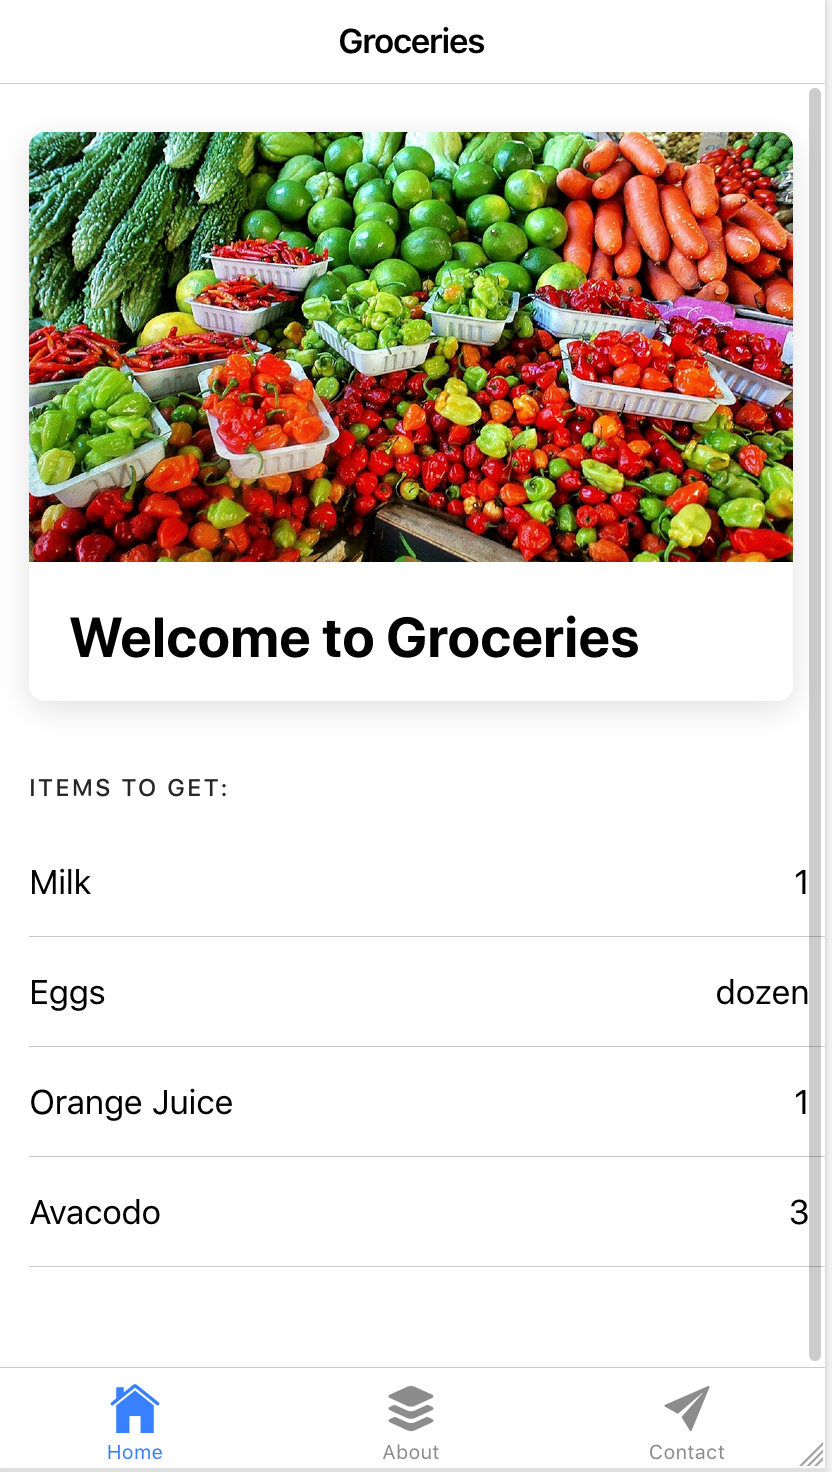 Groceries
Welcome to Groceries
ITEMS TO GET:
Milk 1
Eggs dozen
Orange Juice 1
Avacodo 3
Home About Contact